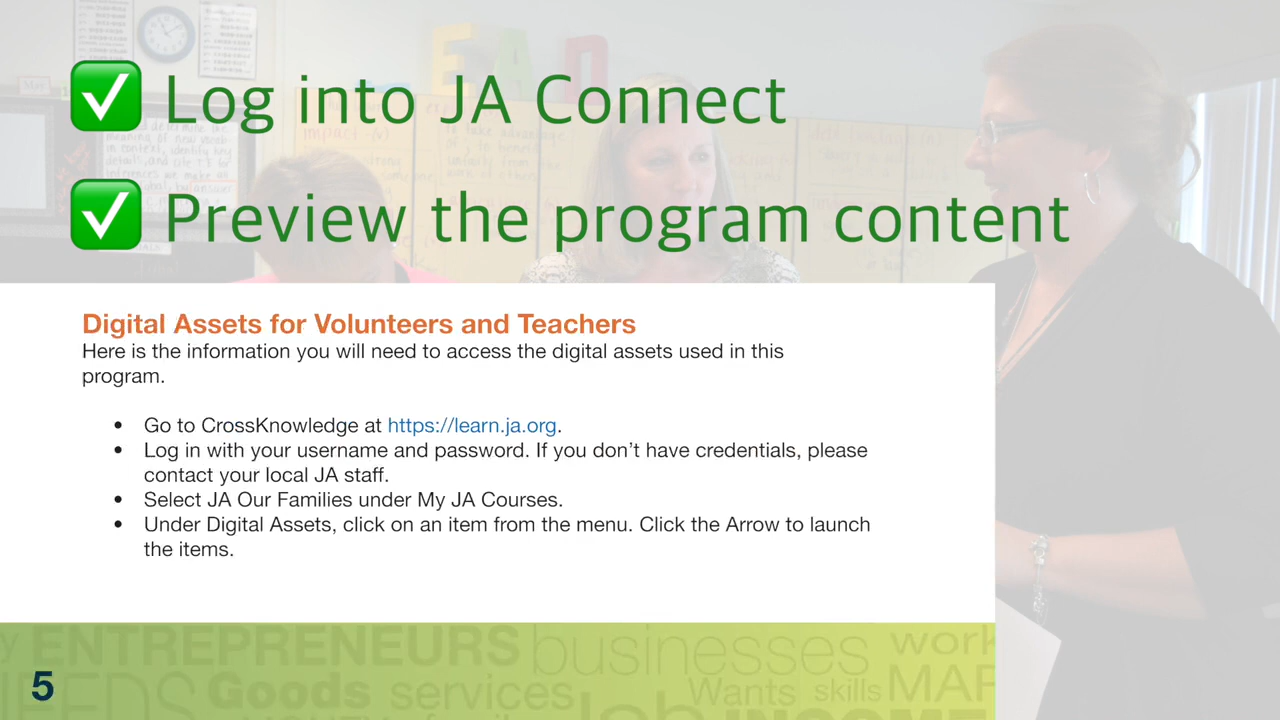 LEAD
✅ Log into JA Connect
✅ Preview the program content
Digital Assets for Volunteers and Teachers
Here is the information you will need to access the digital assets used in this
program.
• Go to CrossKnowledge at https://learn.ja.org.
• Log in with your username and password. If you don’t have credentials, please
contact your local JA staff.
• Select JA Our Families under My JA Courses.
• Under Digital Assets, click on an item from the menu. Click the Arrow to launch
the items.
ENTREPRENEURS businesses work
Goods services Wants skills
5